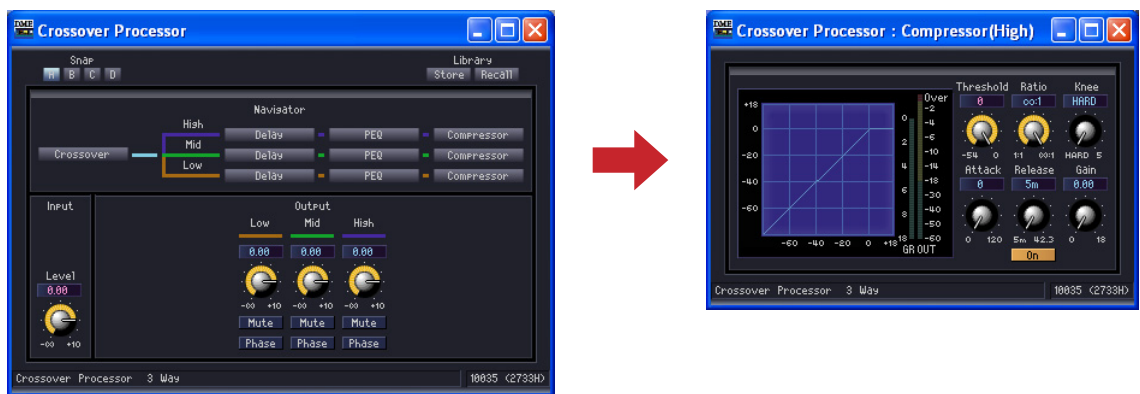 DME Crossover Processor
Snap
A B C D
Library
Store Recall
Navigator
High
Delay PEQ Compressor
Mid
Crossover Delay PEQ Compressor
Low
Delay PEQ Compressor
Input
Output
Low Mid High
0.00 0.00 0.00
Level
0.00
-∞ +10
-∞ +10 -∞ +10 -∞ +10
Mute Mute Mute
Phase Phase Phase
Crossover Processor 3 Way 10035 (2733H)
DME Crossover Processor : Compressor(High)
+18
0
-20
-40
-60
-60 -40 -20 0 +18
0
2
4
6
8
18
GR
Over
-2
-4
-6
-10
-14
-18
-30
-40
-50
-60
OUT
Threshold Ratio Knee
0 ∞:1 HARD
-54 0 1:1 ∞:1 HARD 5
Attack Release Gain
0 5m 0.00
0 120 5m 42.3 0 18
On
Crossover Processor 3 Way 10035 (2733H)